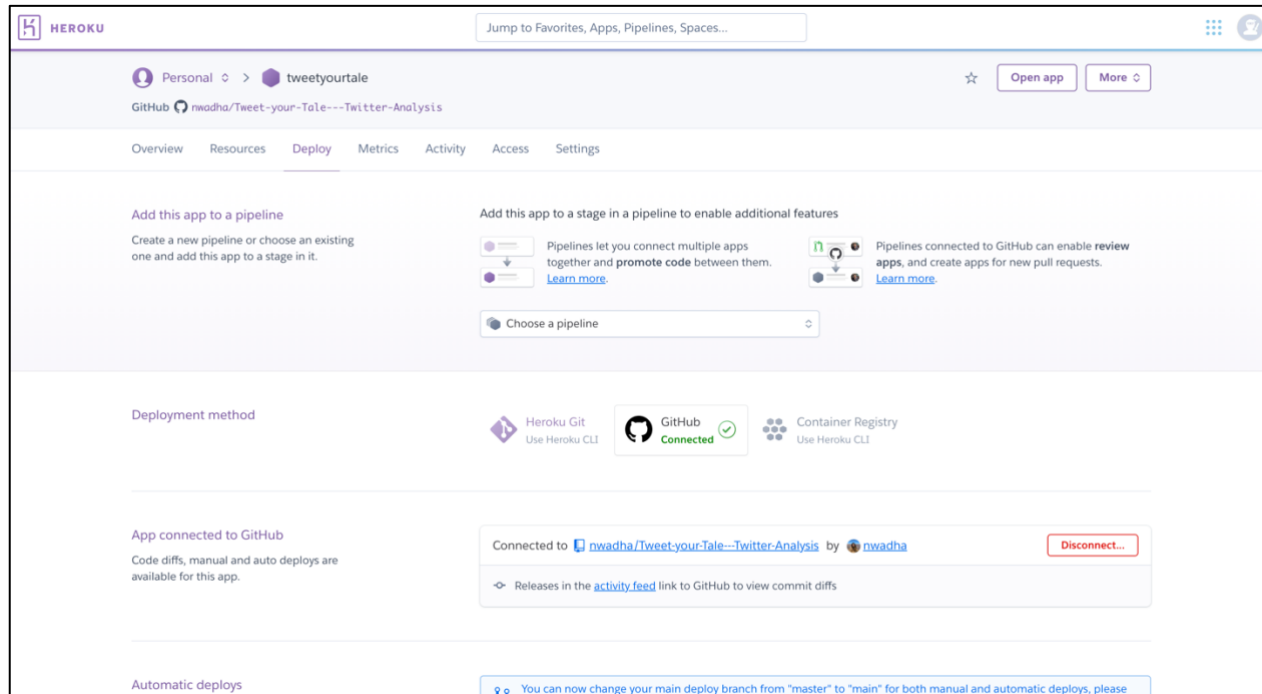 HEROKU
Jump to Favorites, Apps, Pipelines, Spaces...
Personal > tweetyourtale
Open app
More
GitHub nwadha/Tweet-your-Tale---Twitter-Analysis
Overview Resources Deploy Metrics Activity Access Settings
Add this app to a pipeline
Create a new pipeline or choose an existing
one and add this app to a stage in it.
Add this app to a stage in a pipeline to enable additional features
Pipelines let you connect multiple apps
together and promote code between them.
Learn more.
Pipelines connected to GitHub can enable review
apps, and create apps for new pull requests.
Learn more.
Choose a pipeline
Deployment method
Heroku Git
Use Heroku CLI
GitHub
Connected
Container Registry
Use Heroku CLI
App connected to GitHub
Code diffs, manual and auto deploys are
available for this app.
Connected to nwadha/Tweet-your-Tale---Twitter-Analysis by nwadha
Disconnect...
Releases in the activity feed link to GitHub to view commit diffs
Automatic deploys
You can now change your main deploy branch from "master" to "main" for both manual and automatic deploys, please